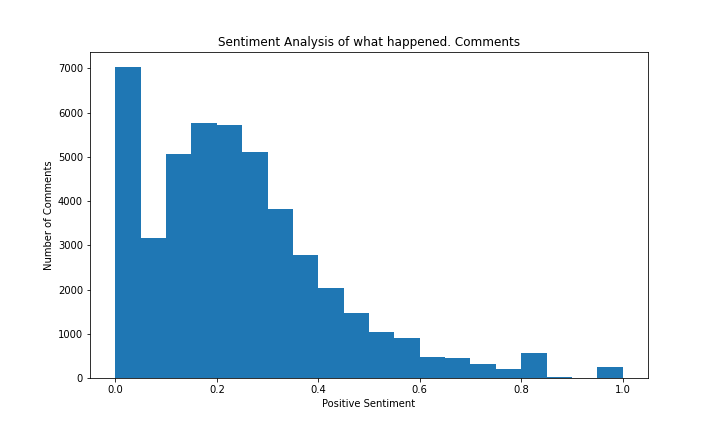 Sentiment Analysis of what happened. Comments
7000
6000
5000
4000
3000
2000
1000
0
Number of Comments
0.0 0.2 0.4 0.6 0.8 1.0
Positive Sentiment